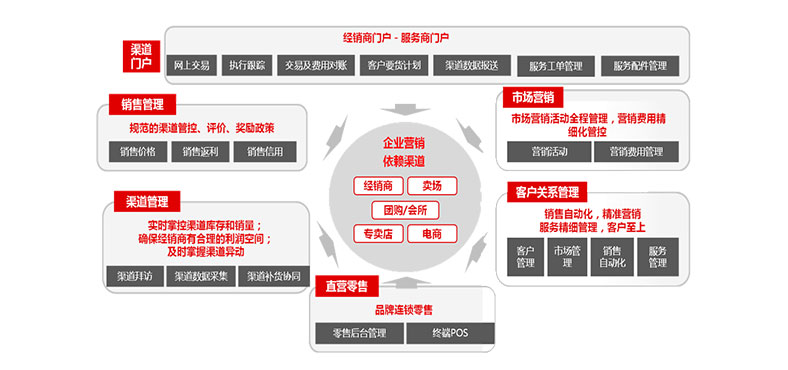 渠道
门户
经销商门户 - 服务商门户
网上交易
执行跟踪
交易及费用对账
客户要货计划
渠道数据报送
服务工单管理
服务配件管理
销售管理
规范的渠道管控、评价、奖励政策
销售价格
销售返利
销售信用
市场营销
市场营销活动全程管理，营销费用精
细化管控
营销活动
营销费用管理
企业营销
依赖渠道
经销商
卖场
团购/会所
专卖店
电商
渠道管理
实时掌控渠道库存和销量；
确保经销商有合理的利润空间；
及时掌握渠道异动
渠道拜访
渠道数据采集
渠道补货协同
客户关系管理
销售自动化，精准营销
服务精细管理，客户至上
客户
管理
市场管
理
销售
自动化
服务
管理
直营零售
品牌连锁零售
零售后台管理
终端POS